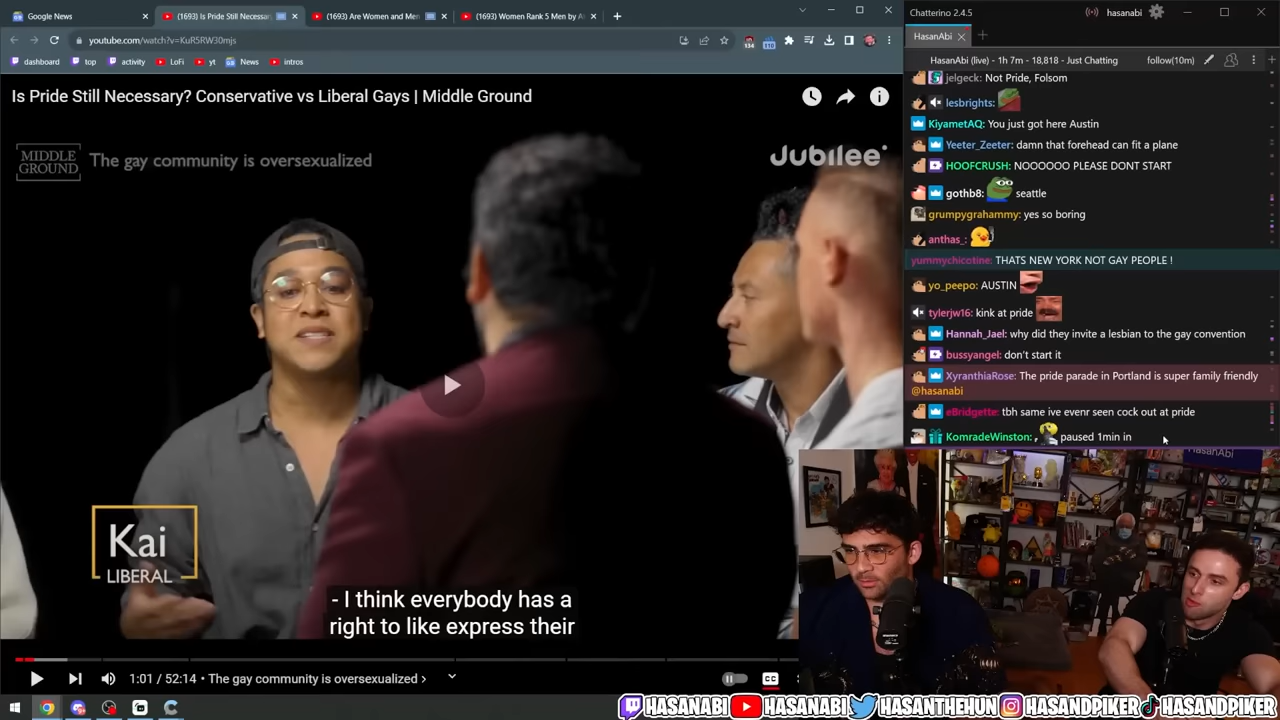 Google News
(1693) Is Pride Still Necessary
(1693) Are Women and Men
(1693) Women Rank 5 Men by A
youtube.com/watch?v=KuR5RW30mjs
dashboard
top
activity
LoFi
yt
News
intros
Is Pride Still Necessary? Conservative vs Liberal Gays | Middle Ground
MIDDLE
GROUND
The gay community is oversexualized
Jubilee
Kai
LIBERAL
- I think everybody has a
right to like express their
1:01 / 52:14 • The gay community is oversexualized
CC
Chatterino 2.4.5
hasanabi
HasanAbi
HasanAbi (live) - 1h 7m - 18,818 - Just Chatting
follow(10m)
jelgeck: Not Pride, Folsom
lesbrights:
KiyametAQ: You just got here Austin
Yeeter_Zeeter: damn that forehead can fit a plane
HOOFCRUSH: NOOOOOO PLEASE DONT START
gothb8: seattle
grumpygrahammy: yes so boring
anthas_:
yummychicotine: THATS NEW YORK NOT GAY PEOPLE !
yo_peepo: AUSTIN
tylerjw16: kink at pride
Hannah_Jael: why did they invite a lesbian to the gay convention
bussyangel: don't start it
XyranthiaRose: The pride parade in Portland is super family friendly
@hasanabi
eBridgette: tbh same ive evenr seen cock out at pride
KomradeWinston: paused 1min in
HasanAbi
HASANABI
HASANABI
HASANTHEHUN
HASANDPIKER
HASANDPIKER